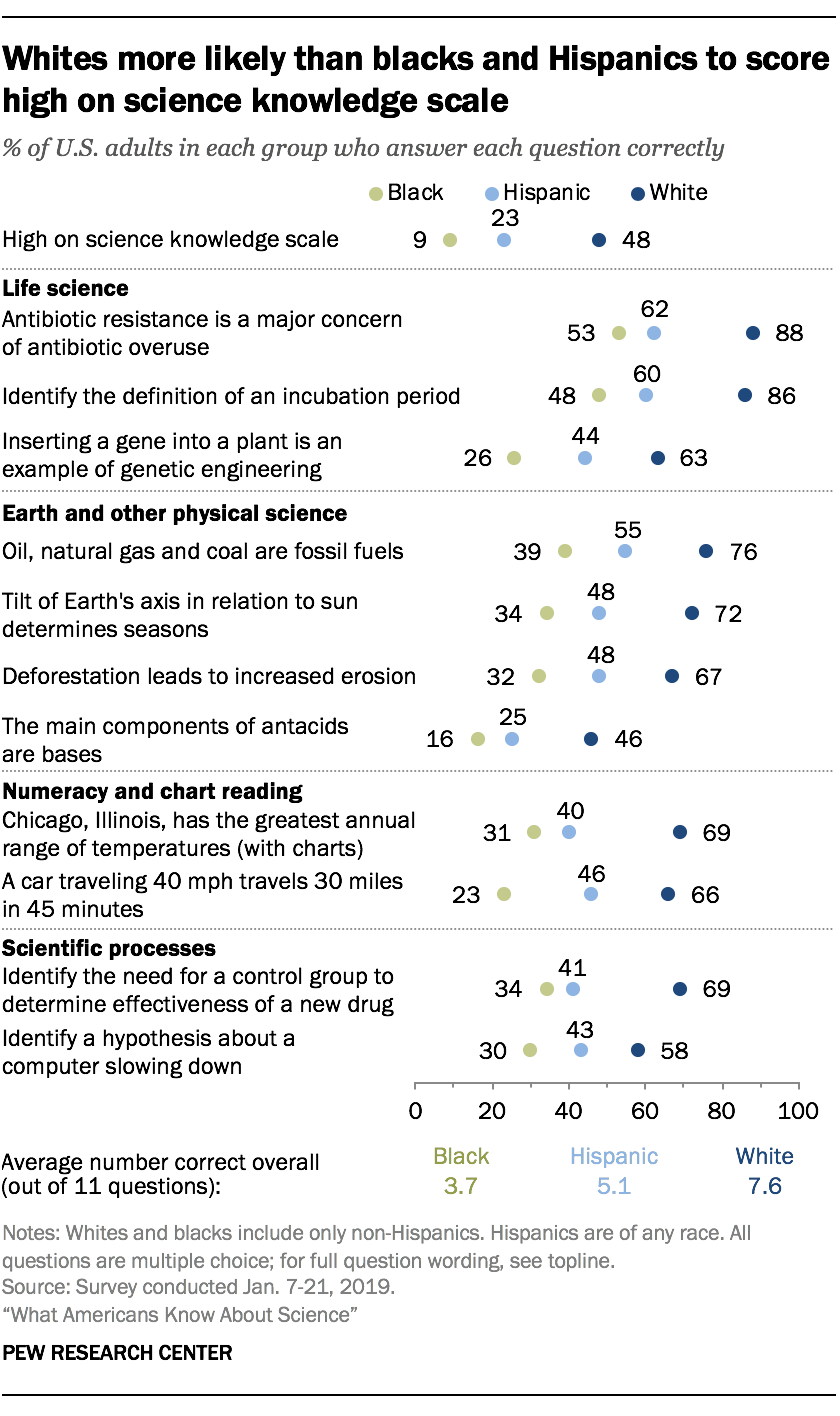 Whites more likely than blacks and Hispanics to score
high on science knowledge scale
% of U.S. adults in each group who answer each question correctly
Black Hispanic White
High on science knowledge scale 9 23 48
Life science
Antibiotic resistance is a major concern
of antibiotic overuse 53 62 88
Identify the definition of an incubation period 48 60 86
Inserting a gene into a plant is an
example of genetic engineering 26 44 63
Earth and other physical science
Oil, natural gas and coal are fossil fuels 39 55 76
Tilt of Earth's axis in relation to sun
determines seasons 34 48 72
Deforestation leads to increased erosion 32 48 67
The main components of antacids
are bases 16 25 46
Numeracy and chart reading
Chicago, Illinois, has the greatest annual
range of temperatures (with charts) 31 40 69
A car traveling 40 mph travels 30 miles
in 45 minutes 23 46 66
Scientific processes
Identify the need for a control group to
determine effectiveness of a new drug 34 41 69
Identify a hypothesis about a
computer slowing down 30 43 58
0 20 40 60 80 100
Black Hispanic White
Average number correct overall
(out of 11 questions): 3.7 5.1 7.6
Notes: Whites and blacks include only non-Hispanics. Hispanics are of any race. All
questions are multiple choice; for full question wording, see topline.
Source: Survey conducted Jan. 7-21, 2019.
“What Americans Know About Science”
PEW RESEARCH CENTER